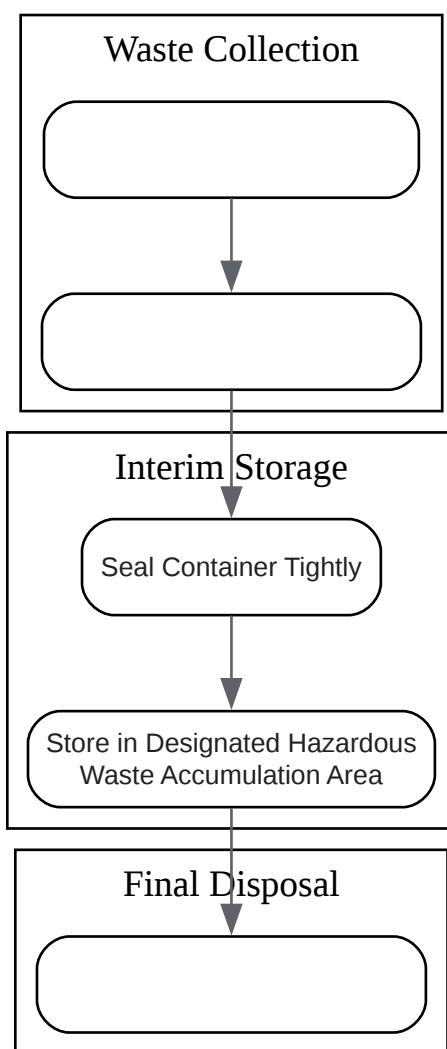 Waste Collection
Interim Storage
Seal Container Tightly
Store in Designated Hazardous
Waste Accumulation Area
Final Disposal